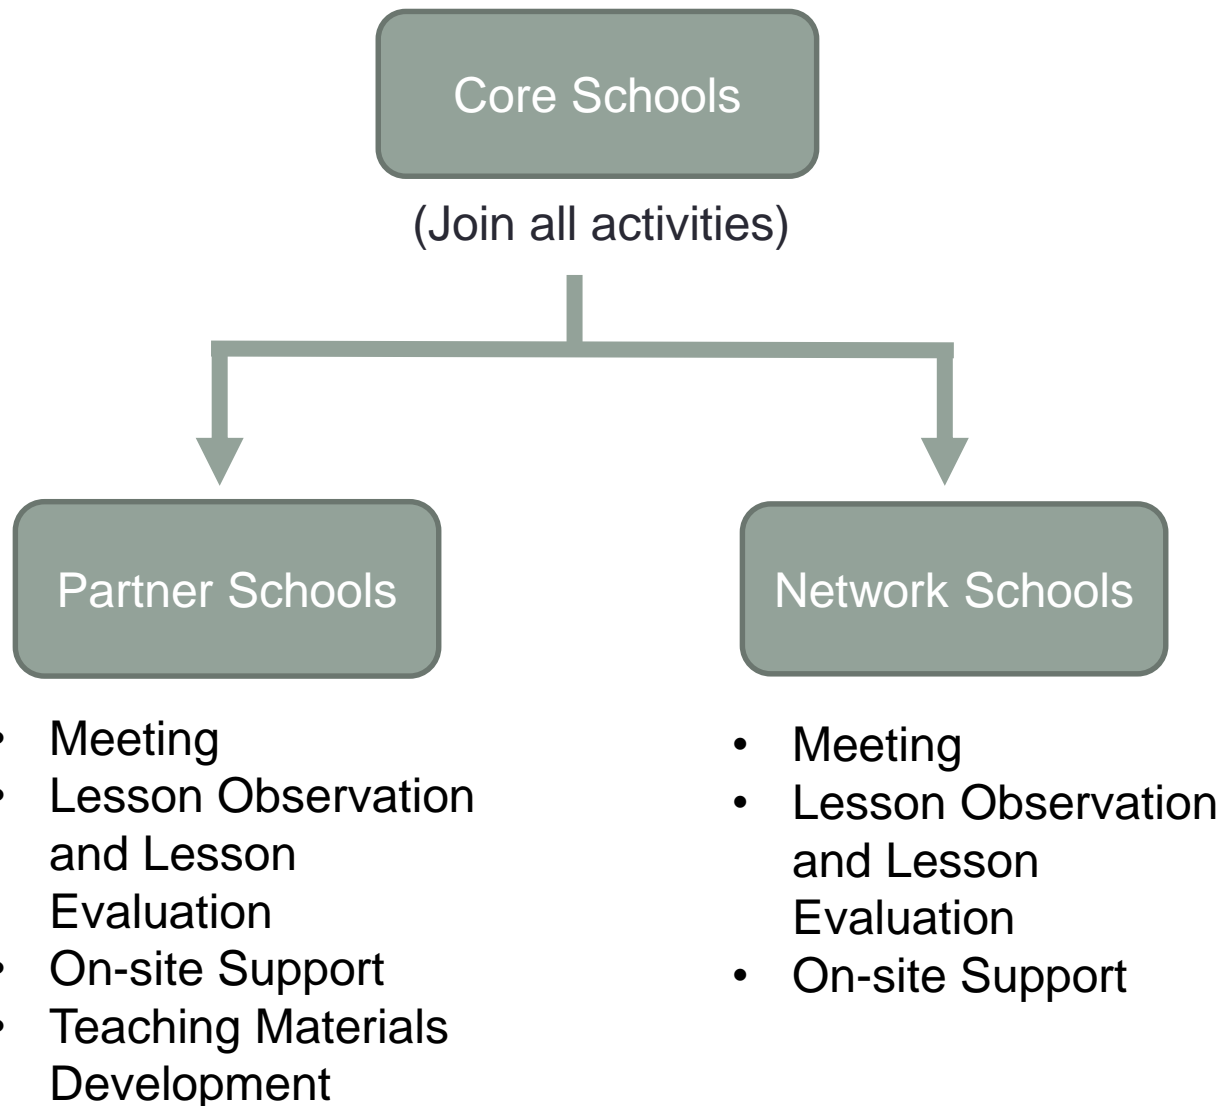 Core Schools
(Join all activities)
Partner Schools
Network Schools
• Meeting
• Lesson Observation
and Lesson
Evaluation
• On-site Support
• Teaching Materials
Development
• Meeting
• Lesson Observation
and Lesson
Evaluation
• On-site Support